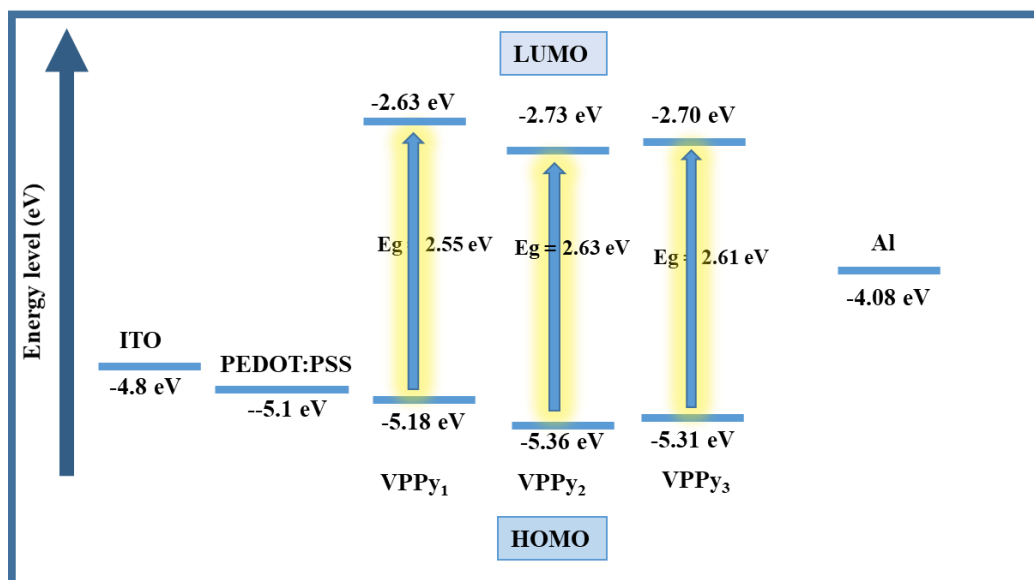 LUMO
-2.63 eV
-2.73 eV
-2.70 eV
Energy level (eV)
Eg = 2.55 eV
Eg = 2.63 eV
Eg = 2.61 eV
Al
-4.08 eV
ITO
-4.8 eV
PEDOT:PSS
--5.1 eV
-5.18 eV
-5.36 eV
-5.31 eV
VPPy₁
VPPy₂
VPPy₃
HOMO